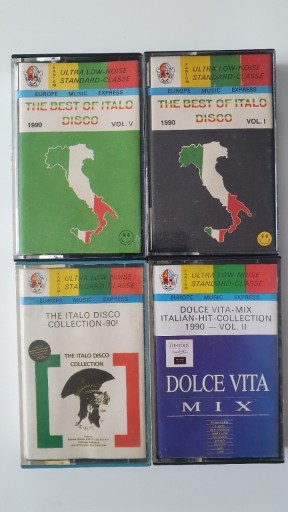 ULTRA LOW-NOISE
STANDARD-CLASSE
EUROPE MUSIC EXPRESS
THE BEST OF ITALO
DISCO
1990 VOL. V
ULTRA LOW-NOISE
STANDARD-CLASSE
EUROPE MUSIC EXPRESS
THE BEST OF ITALO
DISCO
1990 VOL. I
ULTRA LOW-NOISE
STANDARD-CLASSE
EUROPE MUSIC EXPRESS
THE ITALO DISCO
COLLECTION-90!
THE ITALO DISCO
COLLECTION
ULTRA LOW-NOISE
STANDARD-CLASSE
EUROPE MUSIC EXPRESS
DOLCE VITA-MIX
ITALIAN-HIT-COLLECTION
1990 — VOL. II
DOLCE VITA
MIX